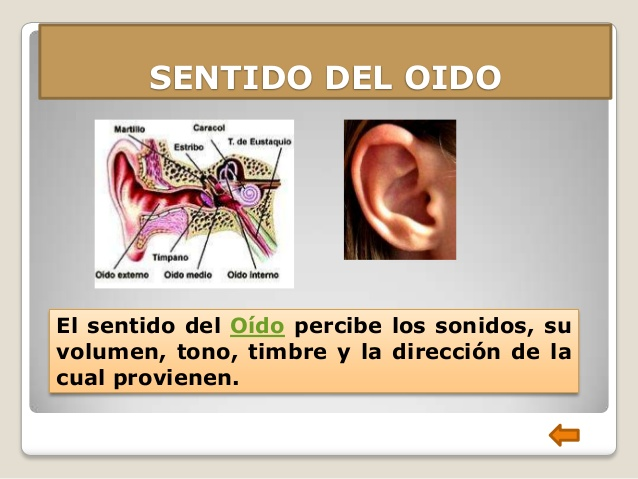 SENTIDO DEL OIDO
Martillo
Caracol
Estribo
T. de Eustaquio
Tímpano
Oído externo
Oído medio
Oído interno
El sentido del Oído percibe los sonidos, su
volumen, tono, timbre y la dirección de la
cual provienen.